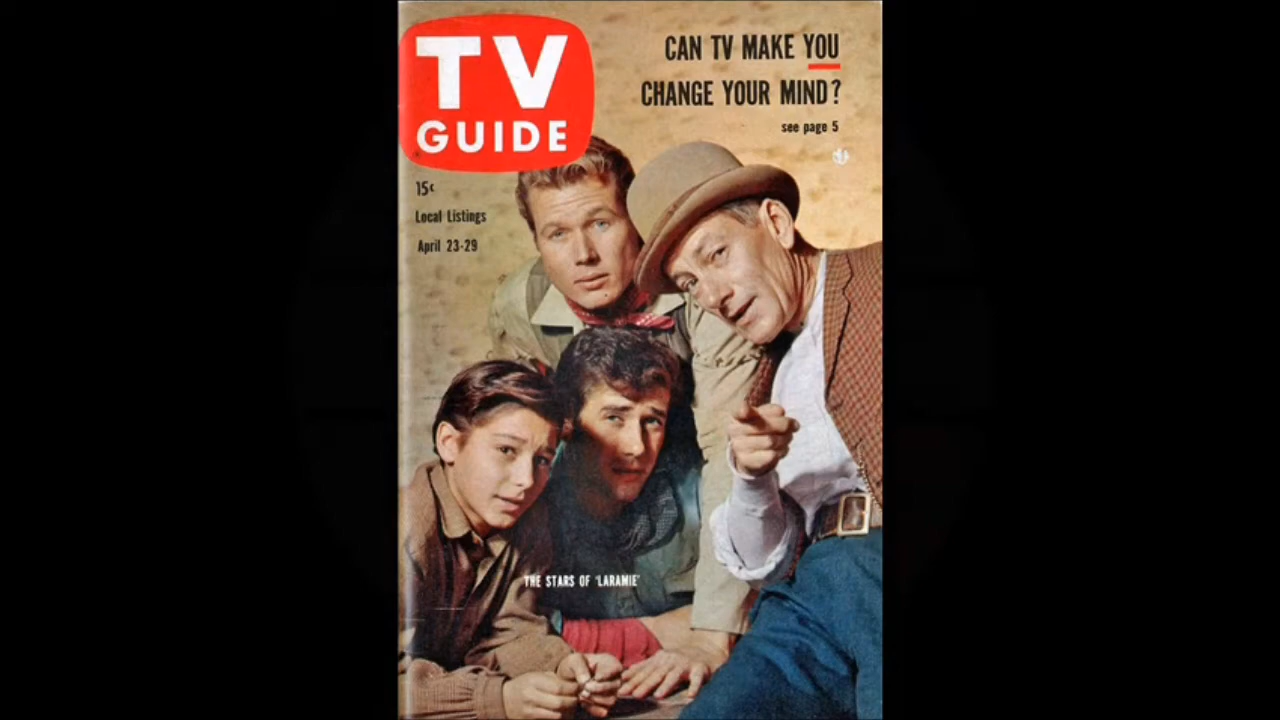 TV
GUIDE
CAN TV MAKE YOU
CHANGE YOUR MIND?
see page 5
15¢
Local Listings
April 23-29
THE STARS OF 'LARAMIE'